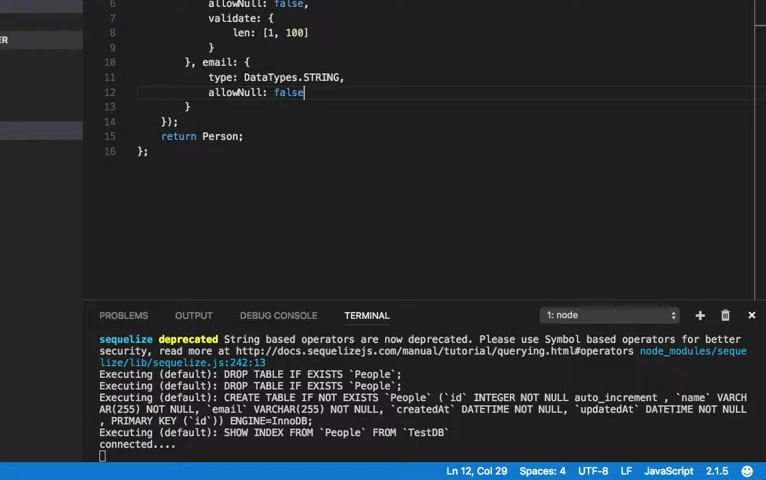 6 allowNull: false,
ER
7 validate: {
8 len: [1, 100]
9 }
10 }, email: {
11 type: DataTypes.STRING,
12 allowNull: false
13 }
14 });
15 return Person;
16 };
PROBLEMS OUTPUT DEBUG CONSOLE TERMINAL 1: node
sequelize deprecated String based operators are now deprecated. Please use Symbol based operators for better
security, read more at http://docs.sequelizejs.com/manual/tutorial/querying.html#operators node_modules/seque
lize/lib/sequelize.js:242:13
Executing (default): DROP TABLE IF EXISTS `People`;
Executing (default): DROP TABLE IF EXISTS `People`;
Executing (default): CREATE TABLE IF NOT EXISTS `People` (`id` INTEGER NOT NULL auto_increment , `name` VARCH
AR(255) NOT NULL, `email` VARCHAR(255) NOT NULL, `createdAt` DATETIME NOT NULL, `updatedAt` DATETIME NOT NULL
, PRIMARY KEY (`id`)) ENGINE=InnoDB;
Executing (default): SHOW INDEX FROM `People` FROM `TestDB`
connected....
Ln 12, Col 29 Spaces: 4 UTF-8 LF JavaScript 2.1.5